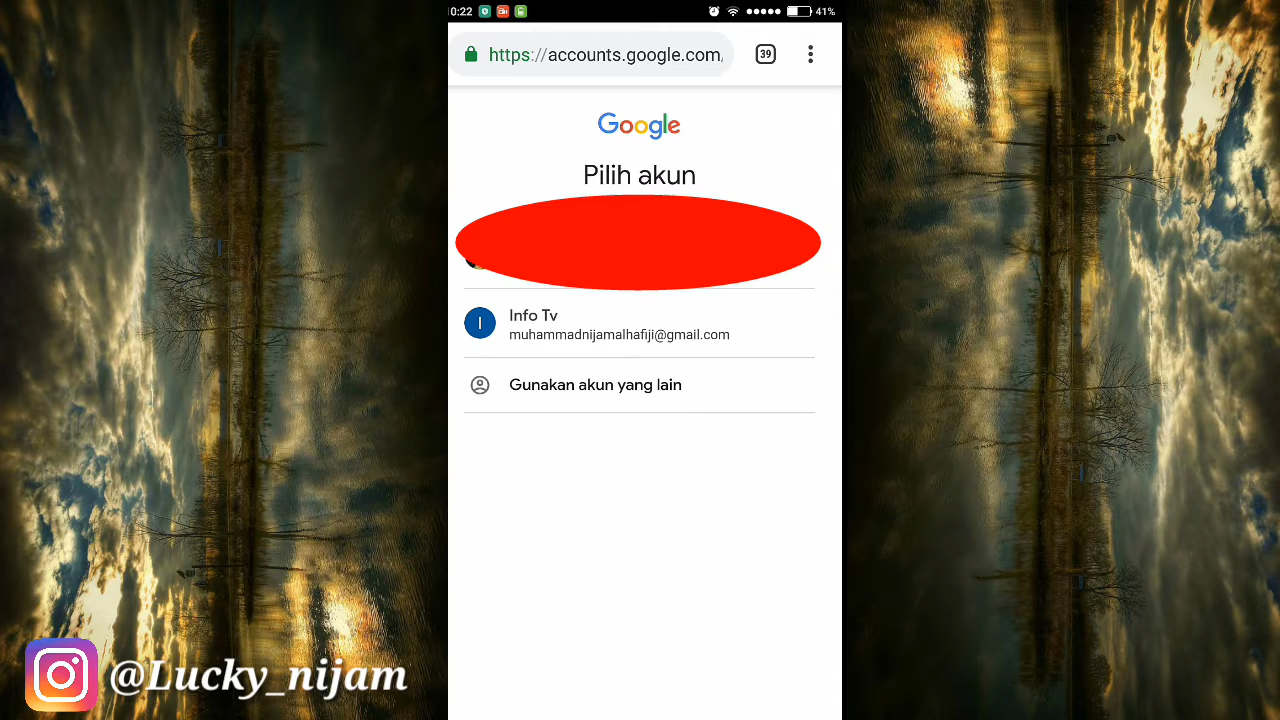 10:22
41%
https://accounts.google.com/
39
Google
Pilih akun
I
Info Tv
muhammadnijamalhafiji@gmail.com
Gunakan akun yang lain
@Lucky_nijam